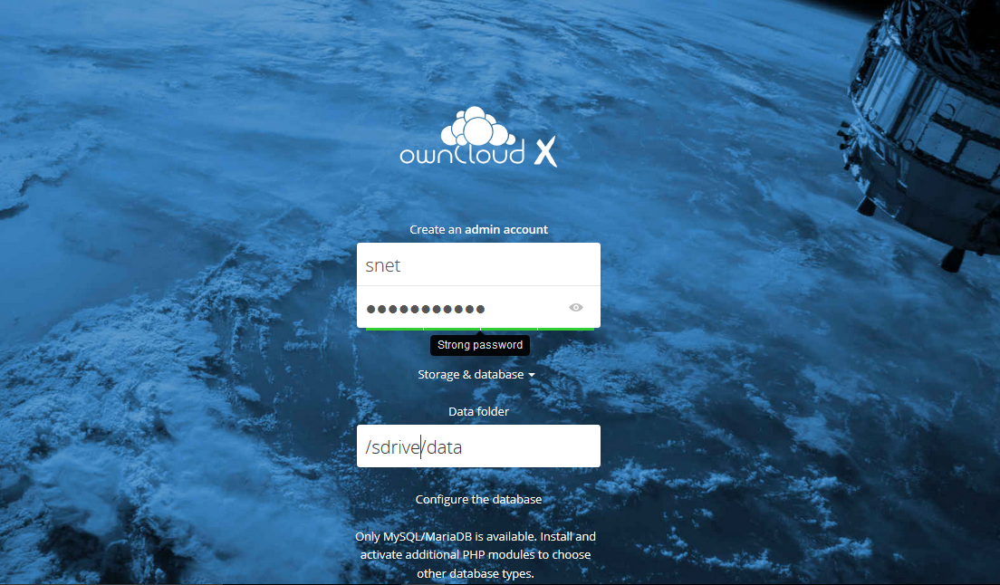 ownCloud X
Create an admin account
snet
●●●●●●●●●●●
Strong password
Storage & database
Data folder
/sdrive/data
Configure the database
Only MySQL/MariaDB is available. Install and
activate additional PHP modules to choose
other database types.